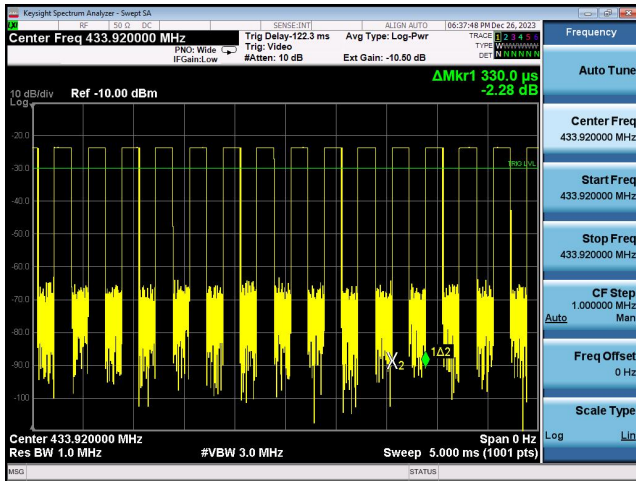 Keysight Spectrum Analyzer - Swept SA
LXI RF 50 Ω DC SENSE:INT ALIGN AUTO 06:37:48 PM Dec 26, 2023
Center Freq 433.920000 MHz
PNO: Wide
IFGain:Low
Trig Delay-122.3 ms
Trig: Video
#Atten: 10 dB
Avg Type: Log-Pwr
Ext Gain: -10.50 dB
TRACE 1 2 3 4 5 6
TYPE WWWWWW
DET N N N N N N
ΔMkr1 330.0 μs
-2.28 dB
10 dB/div
Log
Ref -10.00 dBm
-20.0
-30.0
-40.0
-50.0
-60.0
-70.0
-80.0
-90.0
-100
TRIG LVL
X2
1Δ2
Center 433.920000 MHz
Span 0 Hz
Res BW 1.0 MHz
#VBW 3.0 MHz
Sweep 5.000 ms (1001 pts)
MSG
STATUS
Frequency
Auto Tune
Center Freq
433.920000 MHz
Start Freq
433.920000 MHz
Stop Freq
433.920000 MHz
CF Step
1.000000 MHz
Auto Man
Freq Offset
0 Hz
Scale Type
Log Lin